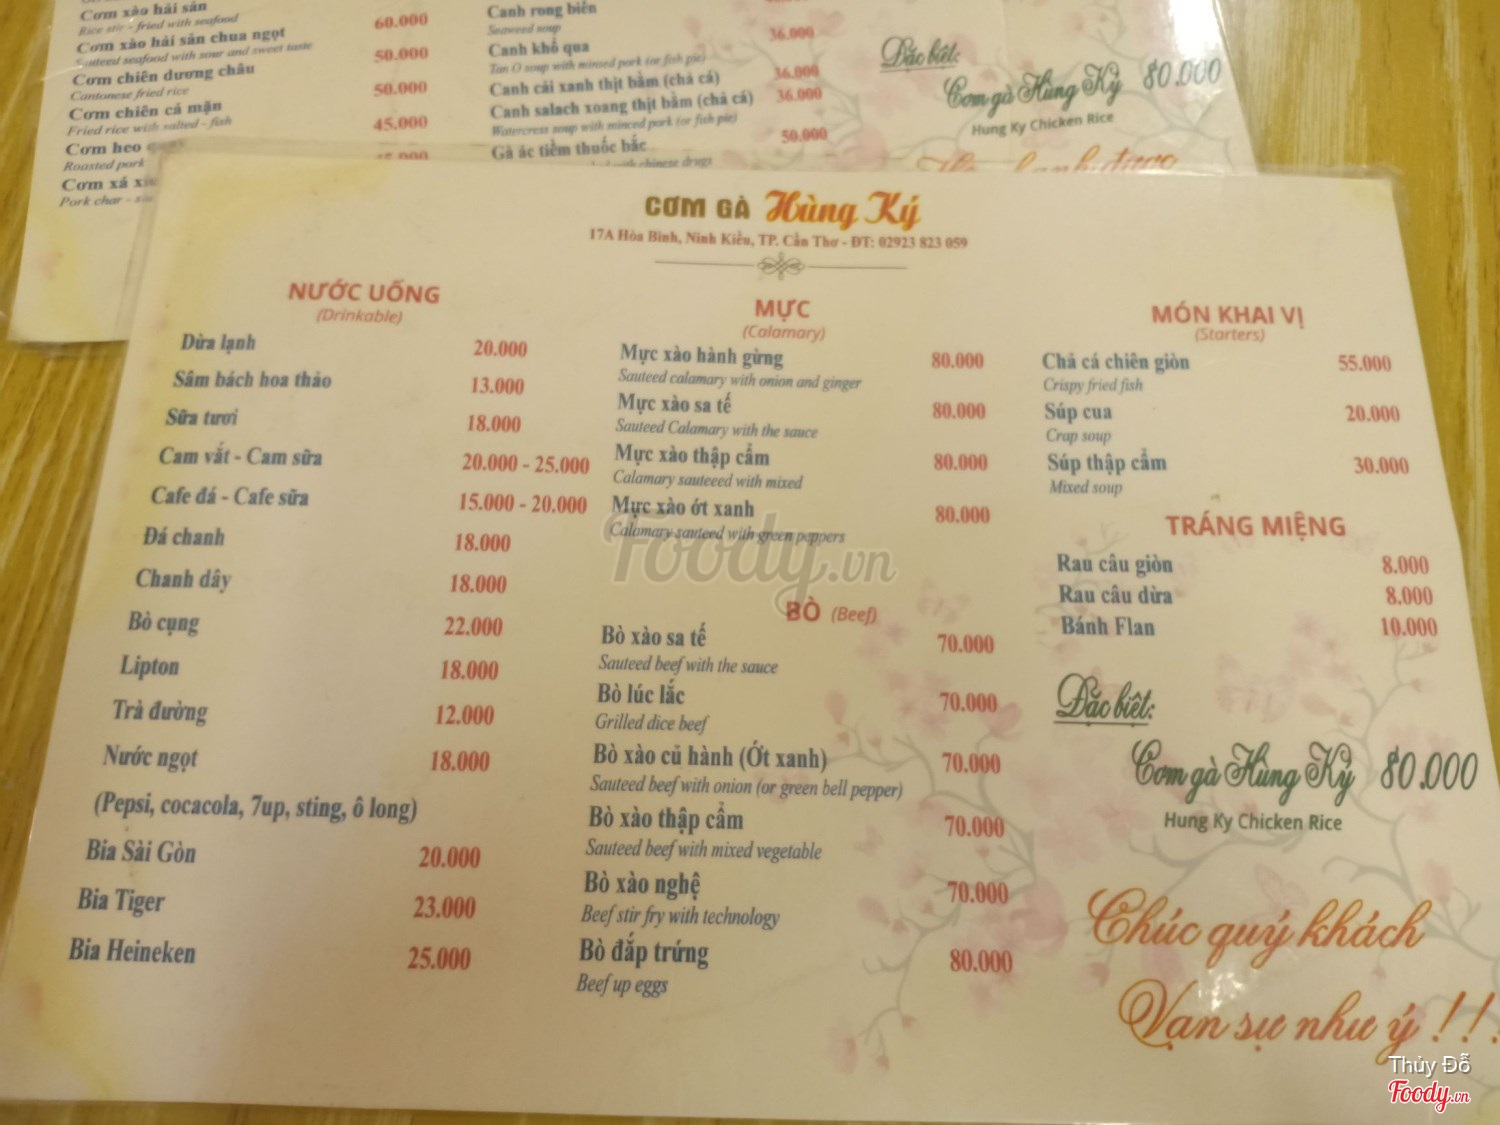 Cơm xào hải sản
Rice stir - fried with seafood
60.000
Cơm xào hải sản chua ngọt
Sauteed seafood with sour and sweet taste
50.000
Cơm chiên dương châu
Cantonese fried rice
50.000
Cơm chiên cá mặn
Fried rice with salted - fish
45.000
Cơm heo
Roasted pork
Cơm xá
Pork char -
Canh rong biển
Seaweed soup
36.000
Canh khổ qua
Tan O soup with minsed pork (or fish pie)
36.000
Canh cải xanh thịt bằm (chả cá)
36.000
Canh salach xoang thịt bằm (chả cá)
Watercress soup with minced pork (or fish pie)
50.000
Gà ác tiềm thuốc bắc
with chinese drugs
Đặc biệt:
Cơm gà Hùng Ký 80.000
Hung Ky Chicken Rice
CƠM GÀ Hùng Ký
17A Hòa Bình, Ninh Kiều, TP. Cần Thơ - ĐT: 02923 823 059
NƯỚC UỐNG
(Drinkable)
Dừa lạnh 20.000
Sâm bách hoa thảo 13.000
Sữa tươi 18.000
Cam vắt - Cam sữa 20.000 - 25.000
Cafe đá - Cafe sữa 15.000 - 20.000
Đá chanh 18.000
Chanh dây 18.000
Bò cụng 22.000
Lipton 18.000
Trà đường 12.000
Nước ngọt 18.000
(Pepsi, cocacola, 7up, sting, ô long)
Bia Sài Gòn 20.000
Bia Tiger 23.000
Bia Heineken 25.000
MỰC
(Calamary)
Mực xào hành gừng 80.000
Sauteed calamary with onion and ginger
Mực xào sa tế 80.000
Sauteed Calamary with the sauce
Mực xào thập cẩm 80.000
Calamary sauteeed with mixed
Mực xào ớt xanh 80.000
Calamary sauteed with green peppers
BÒ (Beef)
Bò xào sa tế 70.000
Sauteed beef with the sauce
Bò lúc lắc 70.000
Grilled dice beef
Bò xào củ hành (Ớt xanh) 70.000
Sauteed beef with onion (or green bell pepper)
Bò xào thập cẩm 70.000
Sauteed beef with mixed vegetable
Bò xào nghệ 70.000
Beef stir fry with technology
Bò đắp trứng 80.000
Beef up eggs
MÓN KHAI VỊ
(Starters)
Chả cá chiên giòn 55.000
Crispy fried fish
Súp cua 20.000
Crap soup
Súp thập cẩm 30.000
Mixed soup
TRÁNG MIỆNG
Rau câu giòn 8.000
Rau câu dừa 8.000
Bánh Flan 10.000
Đặc biệt:
Cơm gà Hùng Ký 80.000
Hung Ky Chicken Rice
Chúc quý khách
Vạn sự như ý !!!
Foody.vn
Thủy Đỗ
Foody.vn